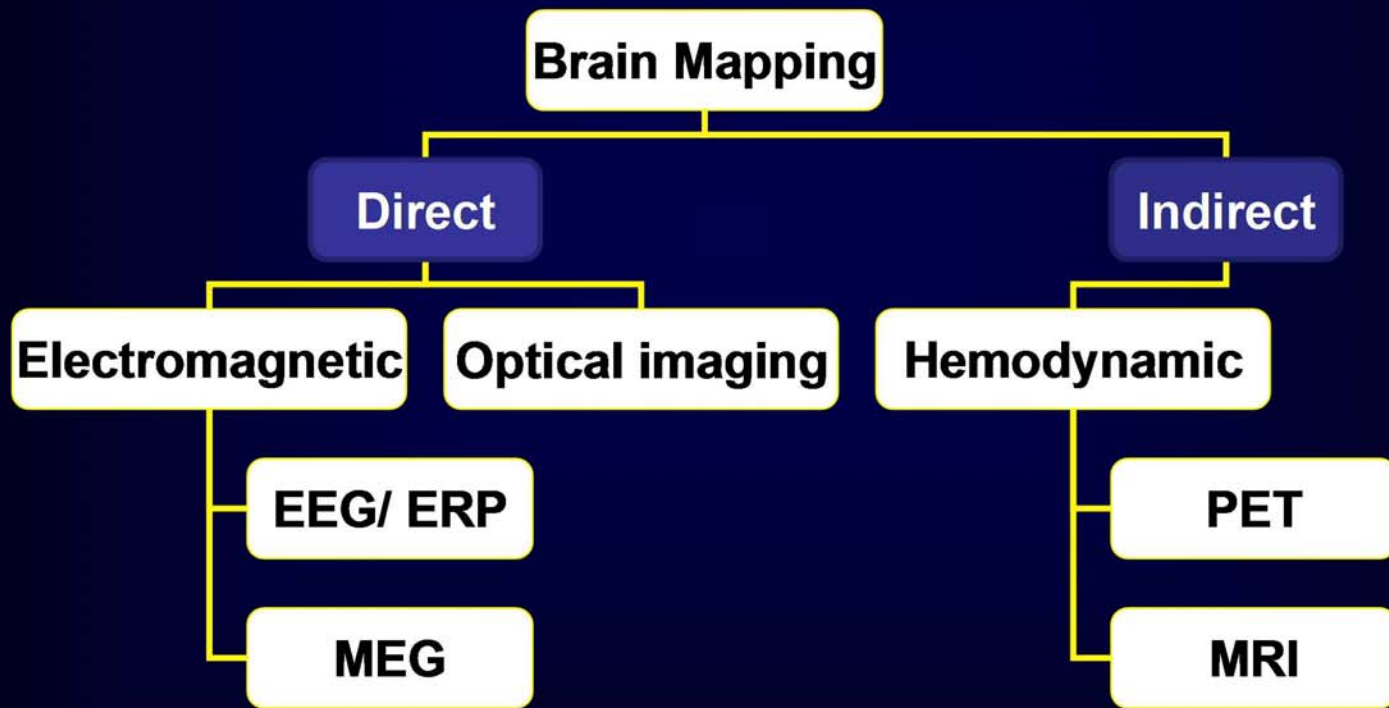 Brain Mapping
Direct
Indirect
Electromagnetic
Optical imaging
Hemodynamic
EEG/ ERP
PET
MEG
MRI